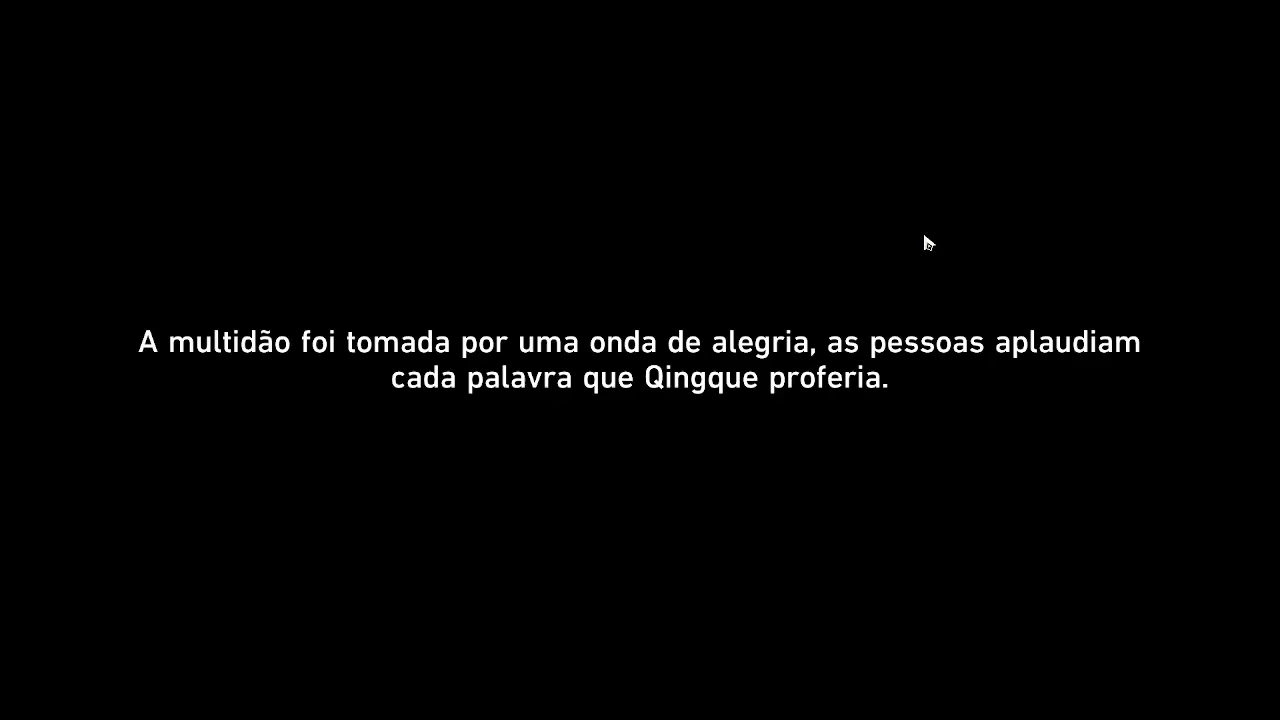 A multidão foi tomada por uma onda de alegria, as pessoas aplaudiam
cada palavra que Qingque proferia.